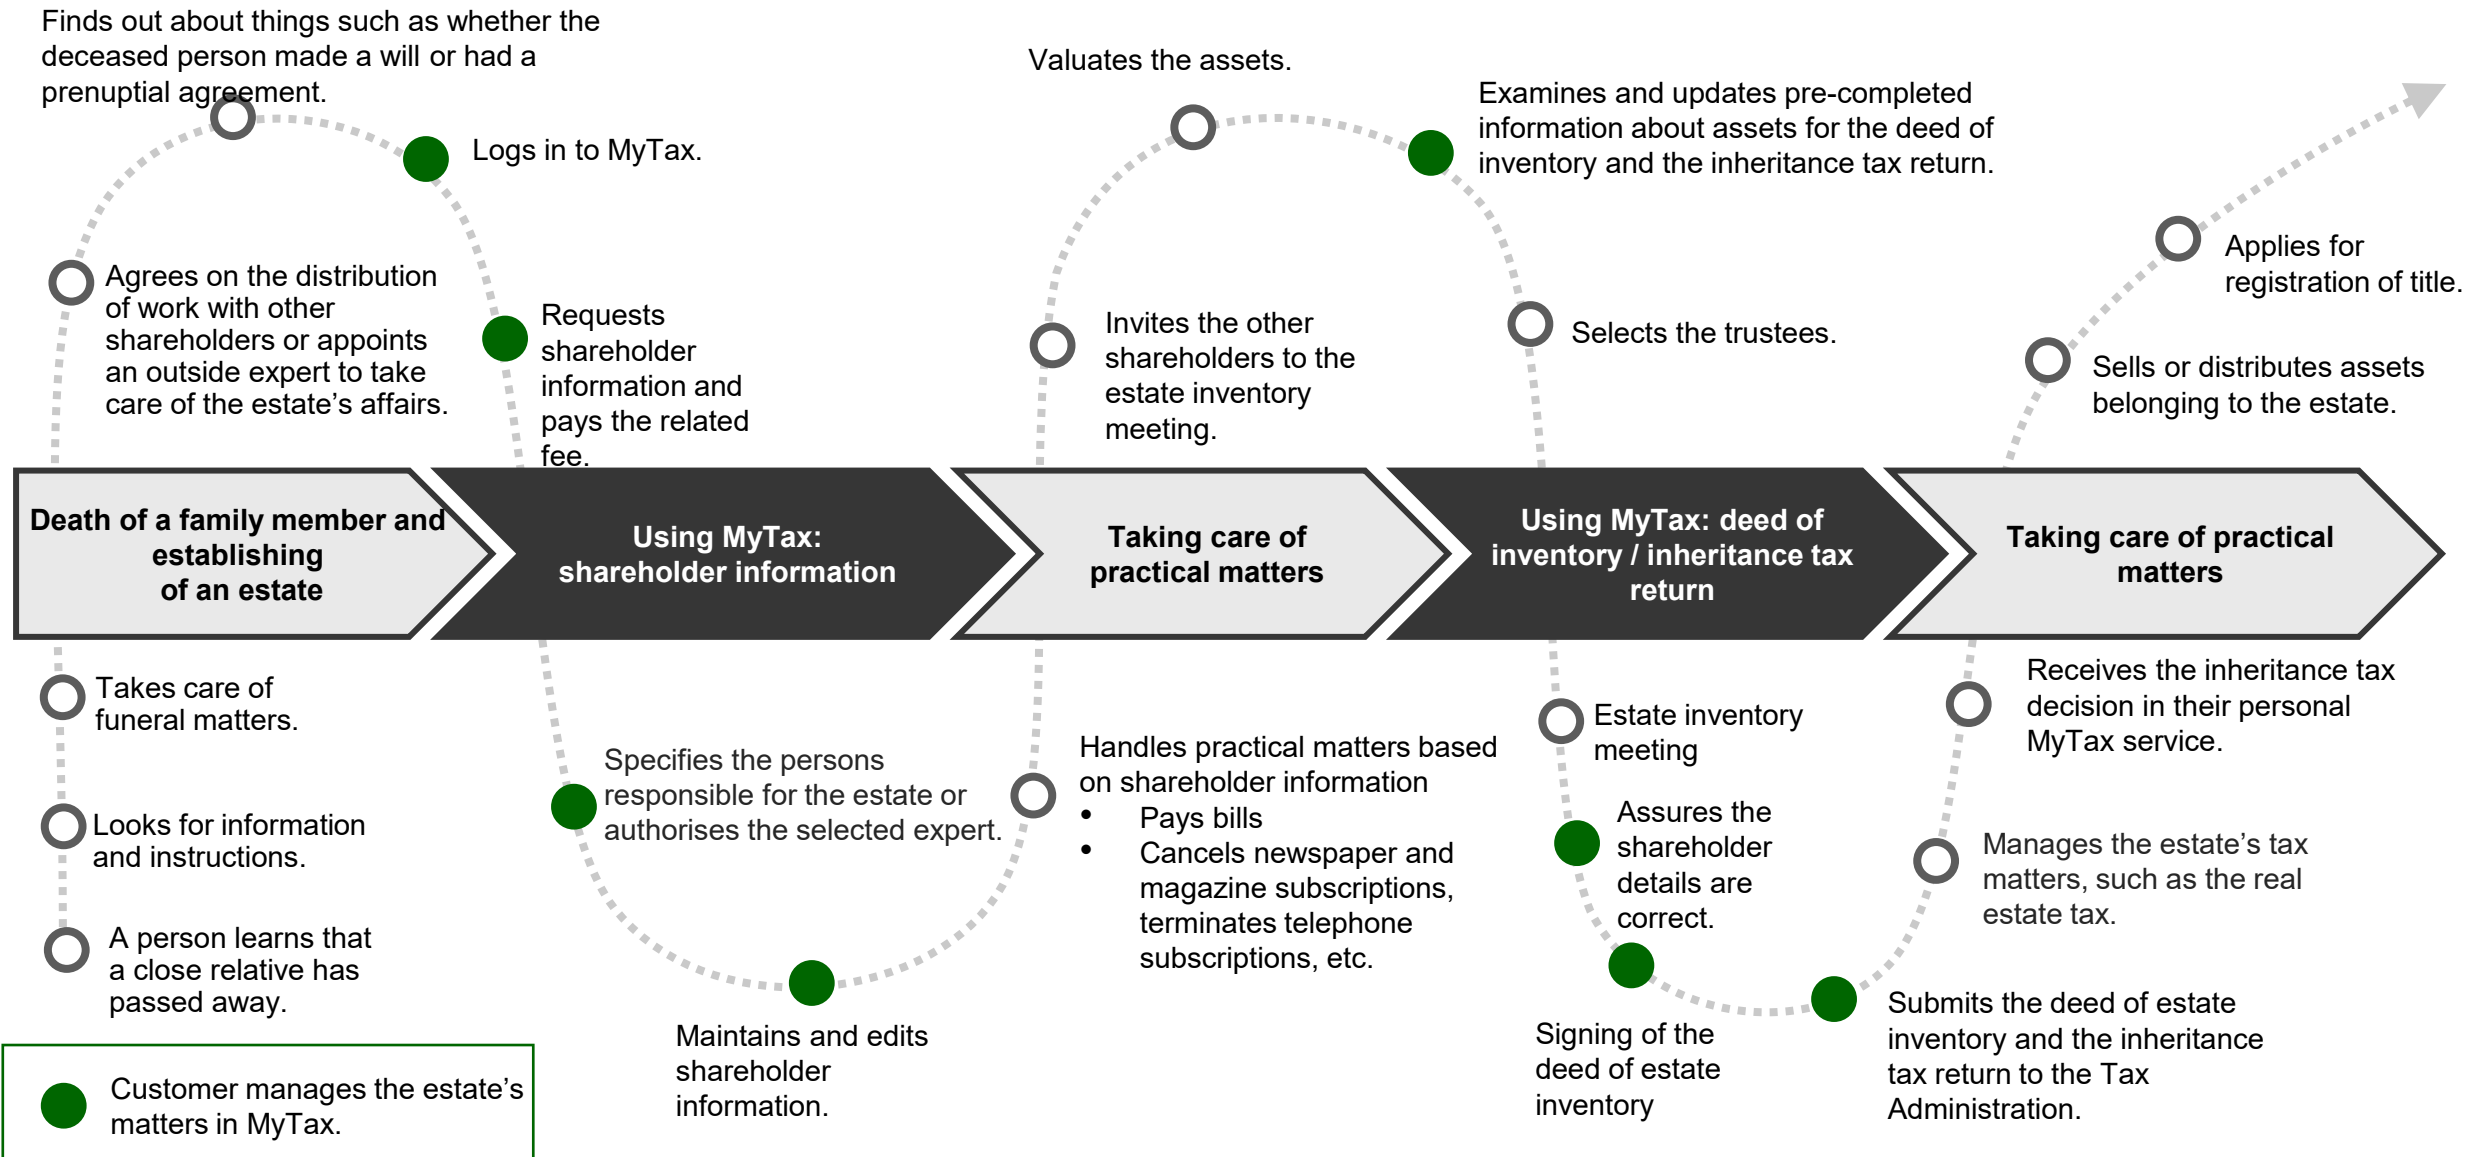 Finds out about things such as whether the
deceased person made a will or had a
prenuptial agreement.
Logs in to MyTax.
Agrees on the distribution
of work with other
shareholders or appoints
an outside expert to take
care of the estate’s affairs.
Requests
shareholder
information and
pays the related
fee.
Valuates the assets.
Examines and updates pre-completed
information about assets for the deed of
inventory and the inheritance tax return.
Invites the other
shareholders to the
estate inventory
meeting.
Selects the trustees.
Applies for
registration of title.
Sells or distributes assets
belonging to the estate.
Death of a family member and
establishing
of an estate
Using MyTax:
shareholder information
Taking care of
practical matters
Using MyTax: deed of
inventory / inheritance tax
return
Taking care of practical
matters
Takes care of
funeral matters.
Looks for information
and instructions.
A person learns that
a close relative has
passed away.
Specifies the persons
responsible for the estate or
authorises the selected expert.
Maintains and edits
shareholder
information.
Handles practical matters based
on shareholder information
• Pays bills
• Cancels newspaper and
magazine subscriptions,
terminates telephone
subscriptions, etc.
Estate inventory
meeting
Assures the
shareholder
details are
correct.
Signing of the
deed of estate
inventory
Submits the deed of estate
inventory and the inheritance
tax return to the Tax
Administration.
Manages the estate’s tax
matters, such as the real
estate tax.
Receives the inheritance tax
decision in their personal
MyTax service.
Customer manages the estate’s
matters in MyTax.